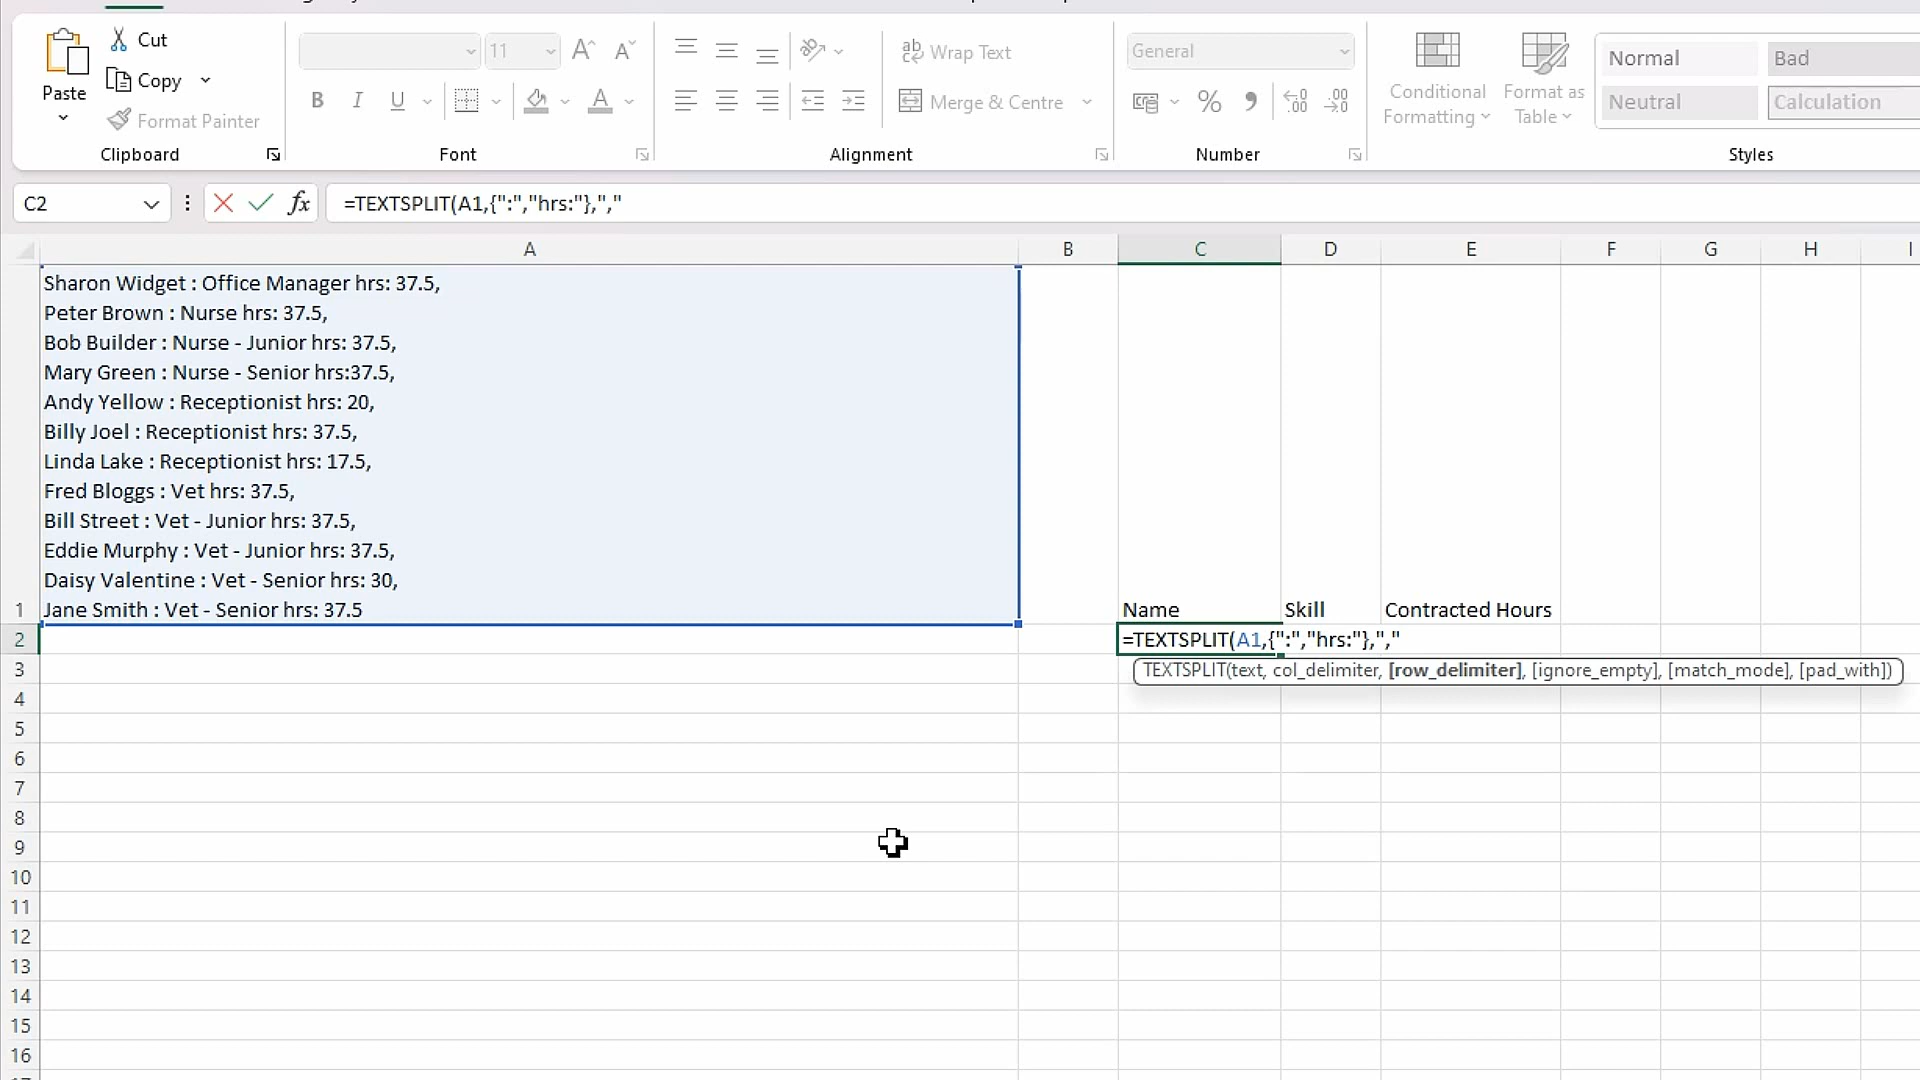 Cut
Copy
Format Painter
Paste
Clipboard
11
A A
B I U A
Font
ab Wrap Text
Merge & Centre
Alignment
General
% 9 .00 .00
Number
Conditional Formatting
Format as Table
Normal
Bad
Neutral
Calculation
Styles
C2
fx
=TEXTSPLIT(A1,{":","hrs:"},","
A B C D E F G H I
Sharon Widget : Office Manager hrs: 37.5,
Peter Brown : Nurse hrs: 37.5,
Bob Builder : Nurse - Junior hrs: 37.5,
Mary Green : Nurse - Senior hrs:37.5,
Andy Yellow : Receptionist hrs: 20,
Billy Joel : Receptionist hrs: 37.5,
Linda Lake : Receptionist hrs: 17.5,
Fred Bloggs : Vet hrs: 37.5,
Bill Street : Vet - Junior hrs: 37.5,
Eddie Murphy : Vet - Junior hrs: 37.5,
Daisy Valentine : Vet - Senior hrs: 30,
1 Jane Smith : Vet - Senior hrs: 37.5 Name Skill Contracted Hours
2 =TEXTSPLIT(A1,{":","hrs:"},","
3 TEXTSPLIT(text, col_delimiter, [row_delimiter], [ignore_empty], [match_mode], [pad_with])
4
5
6
7
8
9
10
11
12
13
14
15
16